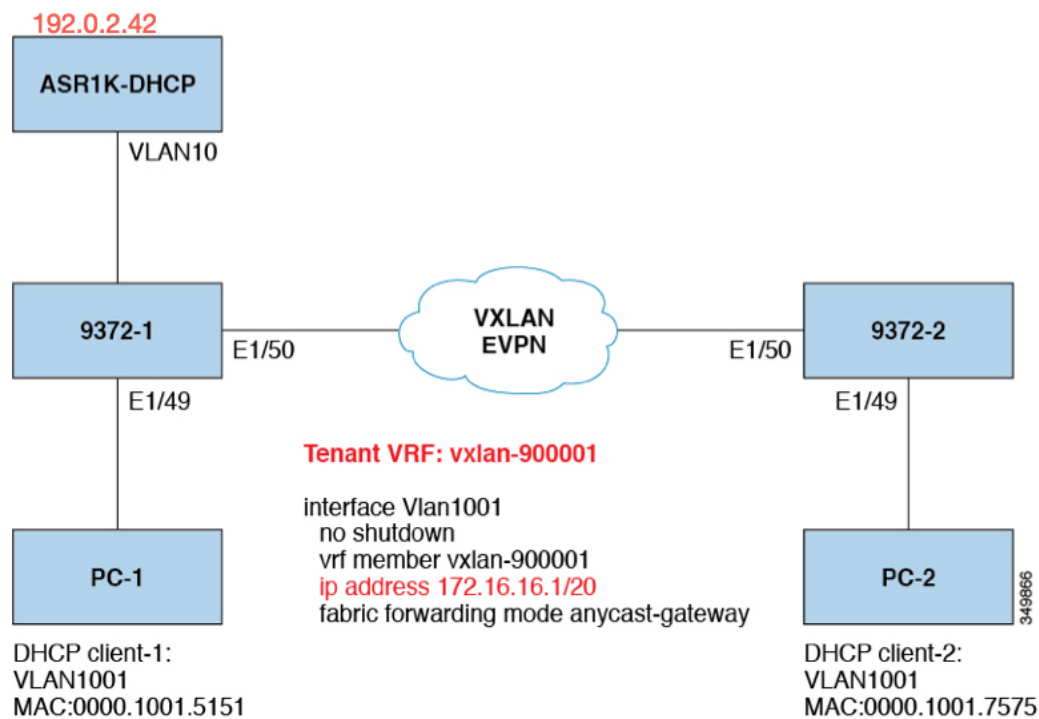 192.0.2.42
ASR1K-DHCP
VLAN10
9372-1
E1/50
E1/49
VXLAN
EVPN
E1/50
9372-2
E1/49
Tenant VRF: vxlan-900001
interface Vlan1001
no shutdown
vrf member vxlan-900001
ip address 172.16.16.1/20
fabric forwarding mode anycast-gateway
PC-1
DHCP client-1:
VLAN1001
MAC:0000.1001.5151
PC-2
349866
DHCP client-2:
VLAN1001
MAC:0000.1001.7575